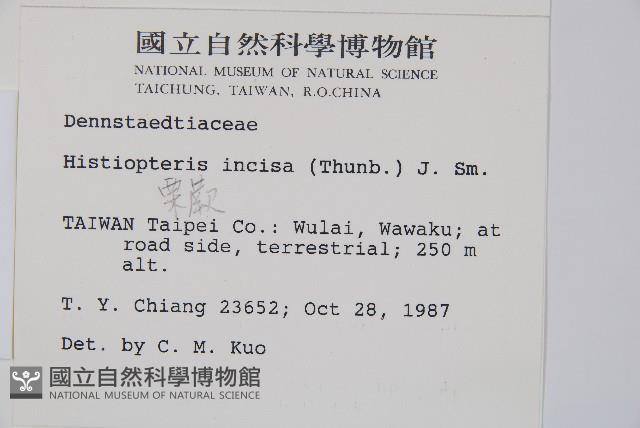 國立自然科學博物館
NATIONAL MUSEUM OF NATURAL SCIENCE
TAICHUNG, TAIWAN, R.O.CHINA
Dennstaedtiaceae
Histiopteris incisa (Thunb.) J. Sm.
栗蕨
TAIWAN Taipei Co.: Wulai, Wawaku; at
road side, terrestrial; 250 m
alt.
T. Y. Chiang 23652; Oct 28, 1987
Det. by C. M. Kuo
國立自然科學博物館
NATIONAL MUSEUM OF NATURAL SCIENCE